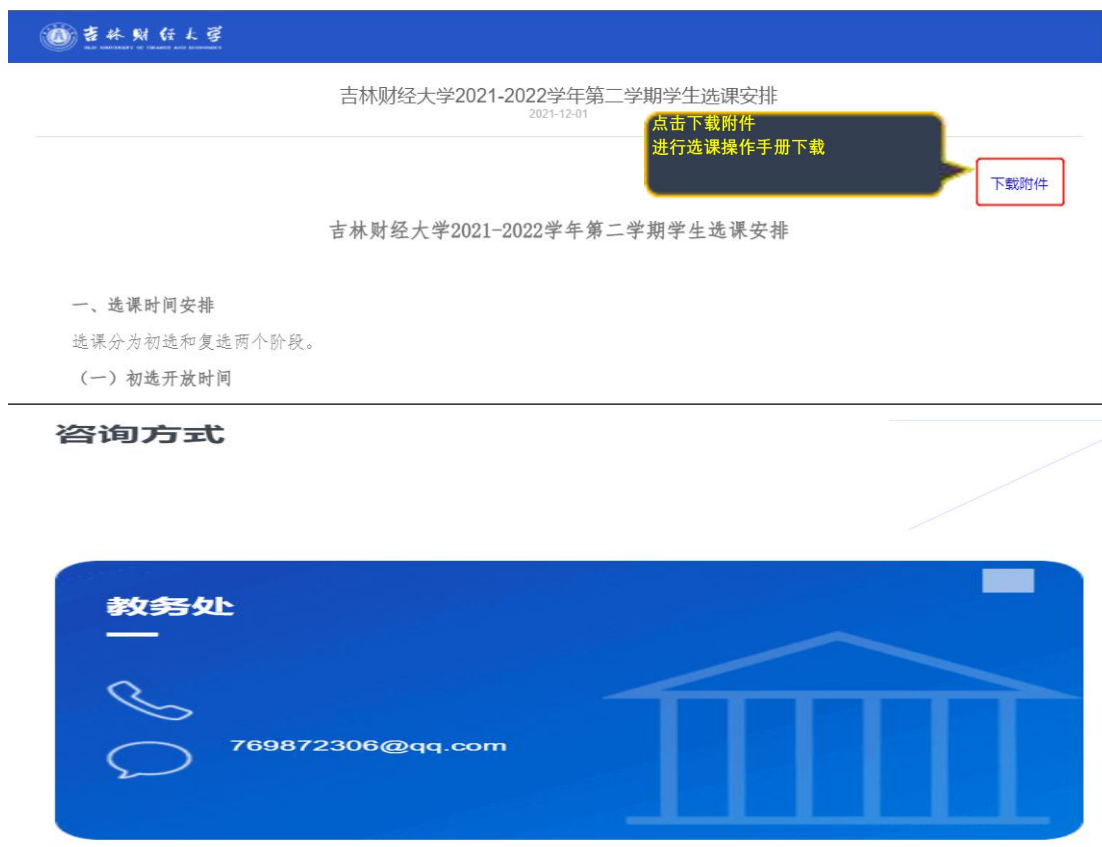 吉林财经大学
吉林财经大学2021-2022学年第二学期学生选课安排
2021-12-01
点击下载附件
进行选课操作手册下载
下载附件
吉林财经大学2021-2022学年第二学期学生选课安排
一、选课时间安排
选课分为初选和复选两个阶段。
（一）初选开放时间
咨询方式
教务处
769872306@qq.com